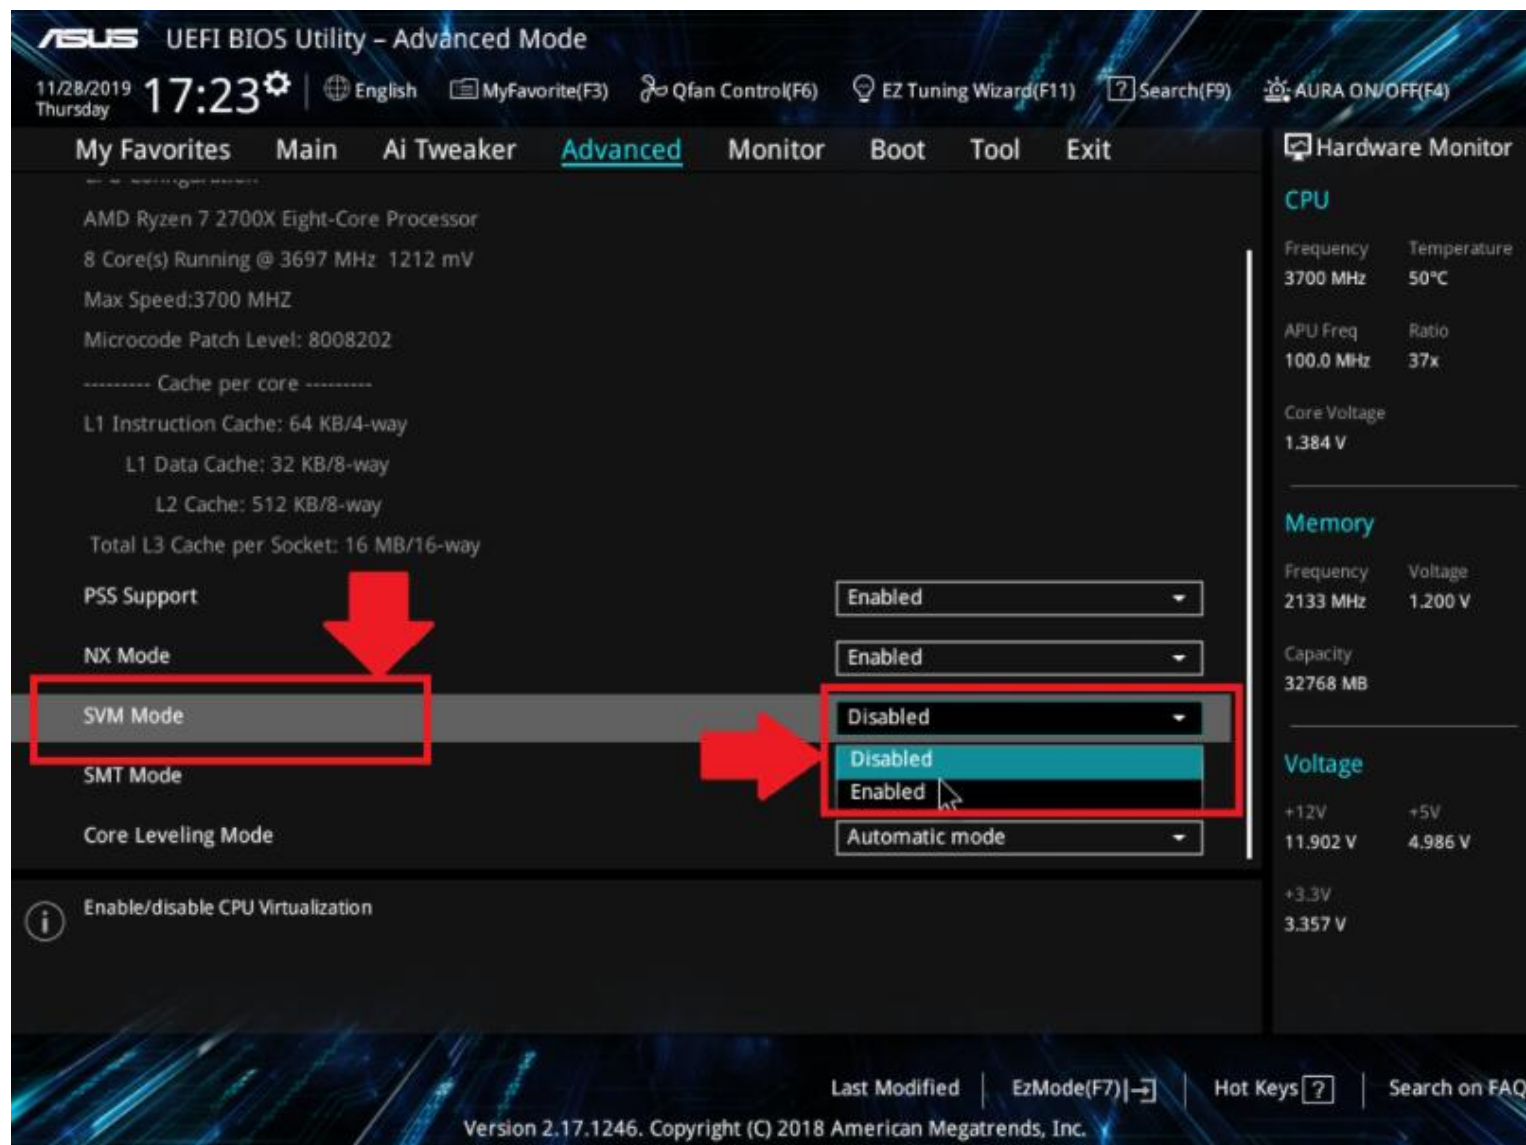 ASUS UEFI BIOS Utility – Advanced Mode
11/28/2019
Thursday
17:23
English
MyFavorite(F3)
Qfan Control(F6)
EZ Tuning Wizard(F11)
? Search(F9)
AURA ON/OFF(F4)
My Favorites Main Ai Tweaker Advanced Monitor Boot Tool Exit
Hardware Monitor
AMD Ryzen 7 2700X Eight-Core Processor
8 Core(s) Running @ 3697 MHz 1212 mV
Max Speed:3700 MHZ
Microcode Patch Level: 8008202
--------- Cache per core ---------
L1 Instruction Cache: 64 KB/4-way
L1 Data Cache: 32 KB/8-way
L2 Cache: 512 KB/8-way
Total L3 Cache per Socket: 16 MB/16-way
PSS Support Enabled
NX Mode Enabled
SVM Mode Disabled
Disabled
Enabled
SMT Mode
Core Leveling Mode Automatic mode
Enable/disable CPU Virtualization
CPU
Frequency Temperature
3700 MHz 50°C
APU Freq Ratio
100.0 MHz 37x
Core Voltage
1.384 V
Memory
Frequency Voltage
2133 MHz 1.200 V
Capacity
32768 MB
Voltage
+12V +5V
11.902 V 4.986 V
+3.3V
3.357 V
Last Modified
EzMode(F7)
Hot Keys ?
Search on FAQ
Version 2.17.1246. Copyright (C) 2018 American Megatrends, Inc.